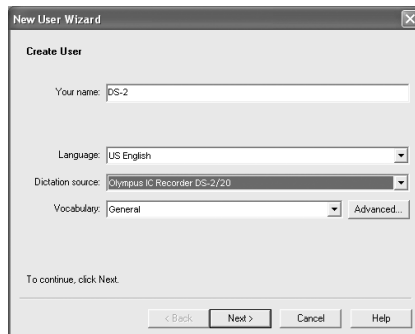 New User Wizard
Create User
Your name: DS-2
Language: US English
Dictation source: Olympus IC Recorder DS-2/20
Vocabulary: General Advanced...
To continue, click Next.
< Back Next > Cancel Help